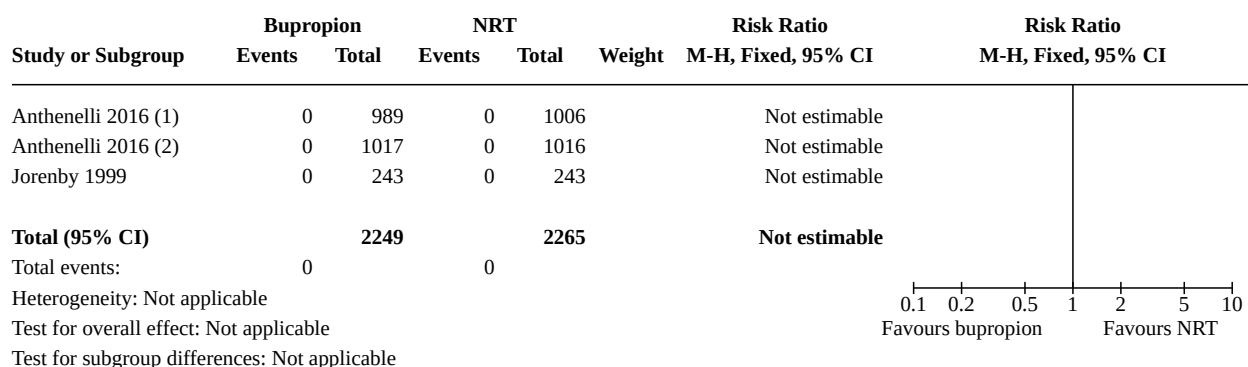 Bupropion NRT Risk Ratio Risk Ratio
Study or Subgroup Events Total Events Total Weight M-H, Fixed, 95% CI M-H, Fixed, 95% CI
Anthenelli 2016 (1) 0 989 0 1006 Not estimable
Anthenelli 2016 (2) 0 1017 0 1016 Not estimable
Jorenby 1999 0 243 0 243 Not estimable
Total (95% CI) 2249 2265 Not estimable
Total events: 0 0
Heterogeneity: Not applicable
0.1 0.2 0.5 1 2 5 10
Test for overall effect: Not applicable Favours bupropion Favours NRT
Test for subgroup differences: Not applicable